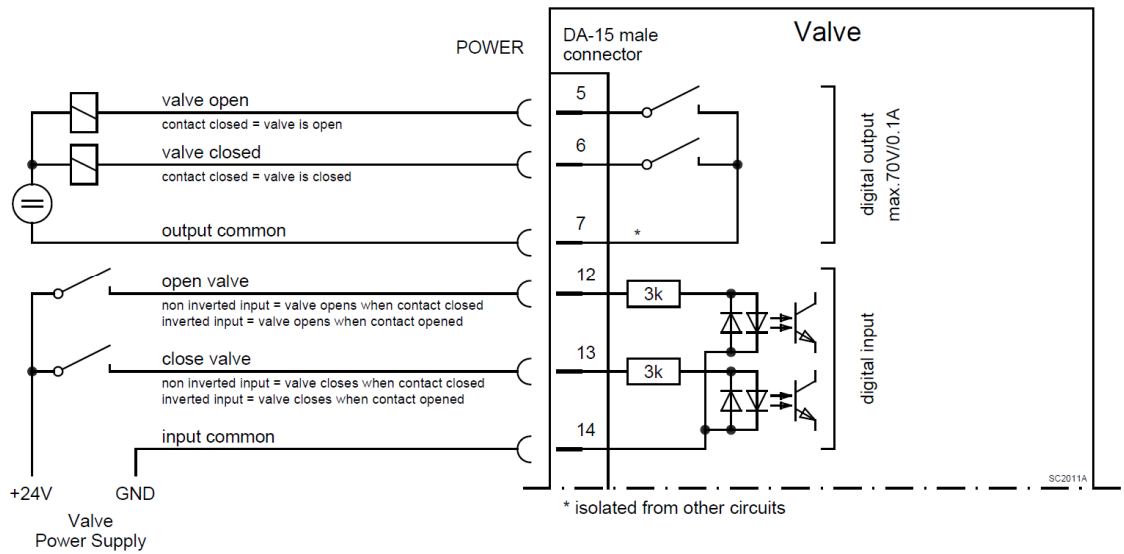 POWER
DA-15 male
connector
Valve
valve open
contact closed = valve is open
5
valve closed
contact closed = valve is closed
6
output common
7
*
digital output
max.70V/0.1A
open valve
non inverted input = valve opens when contact closed
inverted input = valve opens when contact opened
12
3k
close valve
non inverted input = valve closes when contact closed
inverted input = valve closes when contact opened
13
3k
input common
14
digital input
+24V
GND
Valve
Power Supply
SC2011A
* isolated from other circuits